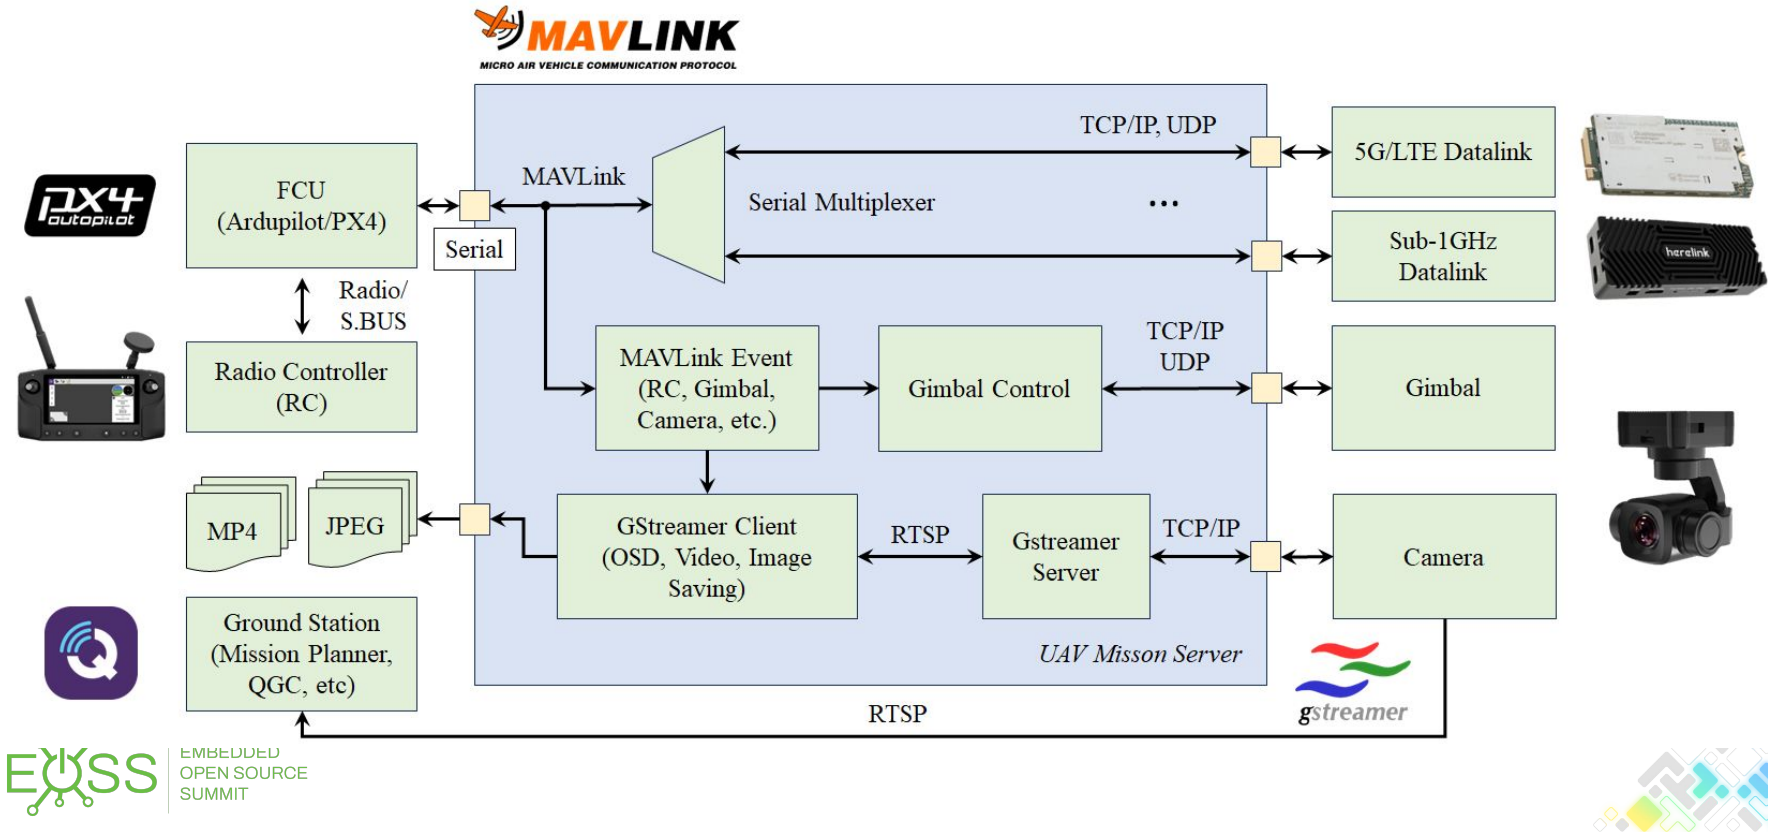 MAVLINK
MICRO AIR VEHICLE COMMUNICATION PROTOCOL
TCP/IP, UDP
5G/LTE Datalink
px4
autopilot
FCU
(Ardupilot/PX4)
MAVLink
Serial Multiplexer
...
Serial
Sub-1GHz
Datalink
herelink
Radio/
S.BUS
Radio Controller
(RC)
MAVLink Event
(RC, Gimbal,
Camera, etc.)
Gimbal Control
TCP/IP
UDP
Gimbal
MP4
JPEG
GStreamer Client
(OSD, Video, Image
Saving)
RTSP
Gstreamer
Server
TCP/IP
Camera
Ground Station
(Mission Planner,
QGC, etc)
UAV Misson Server
gstreamer
RTSP
EOSS
EMBEDDED
OPEN SOURCE
SUMMIT